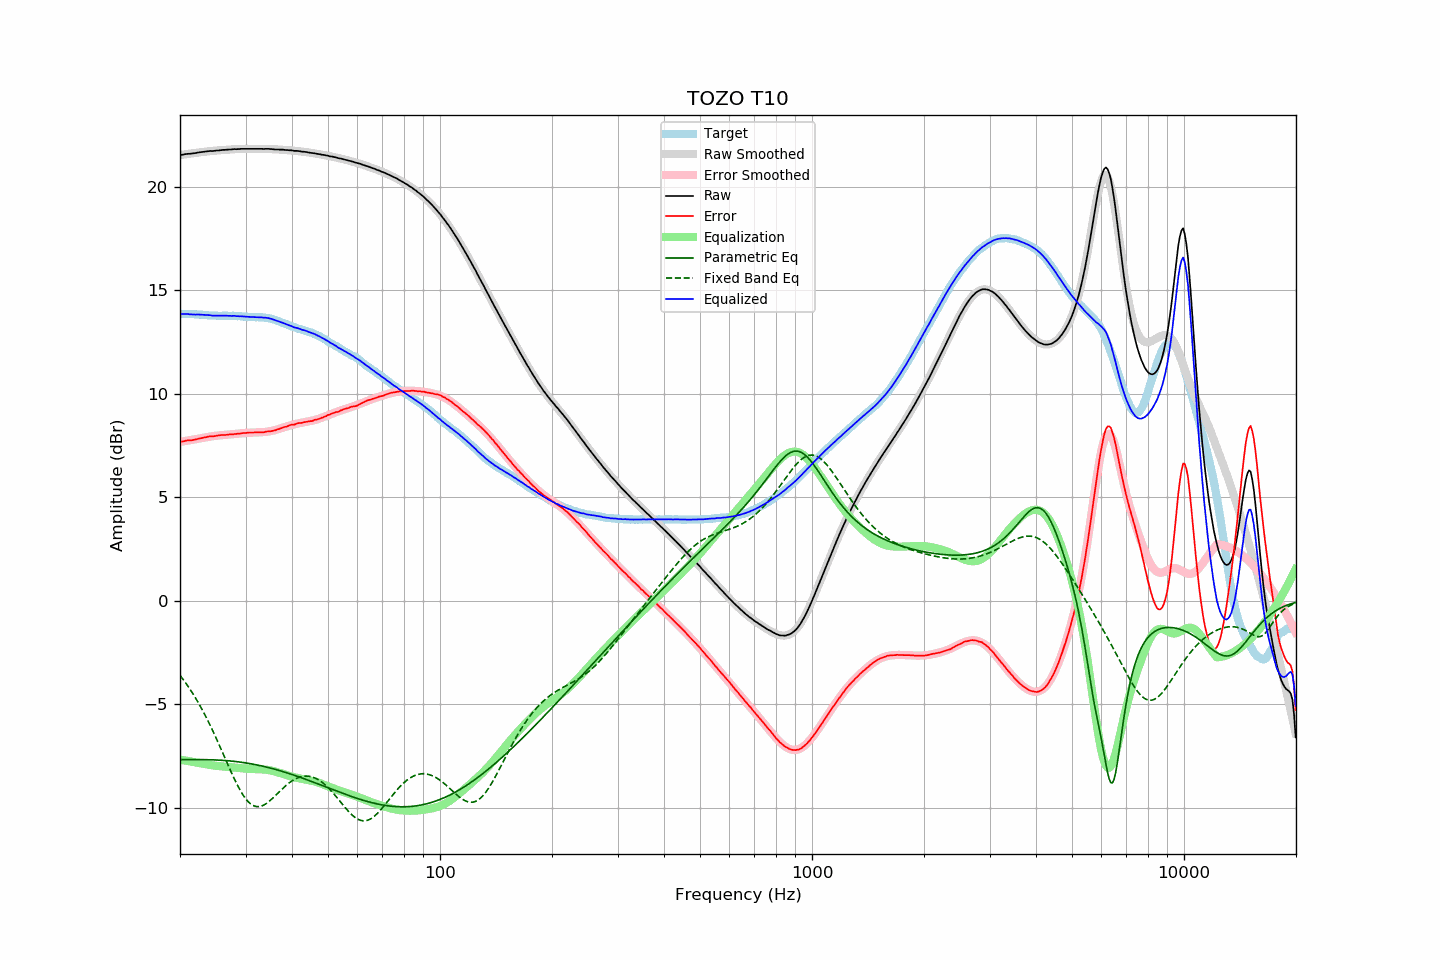 TOZO T10
Target
Raw Smoothed
Error Smoothed
Raw
Error
Equalization
Parametric Eq
Fixed Band Eq
Equalized
Amplitude (dBr)
20
15
10
5
0
−5
−10
100 1000 10000
Frequency (Hz)